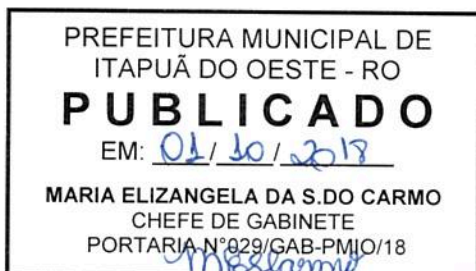 PREFEITURA MUNICIPAL DE
ITAPUÃ DO OESTE - RO
PUBLICADO
EM: 01/10/2018
MARIA ELIZANGELA DA S.DO CARMO
CHEFE DE GABINETE
PORTARIA Nº029/GAB-PMIO/18